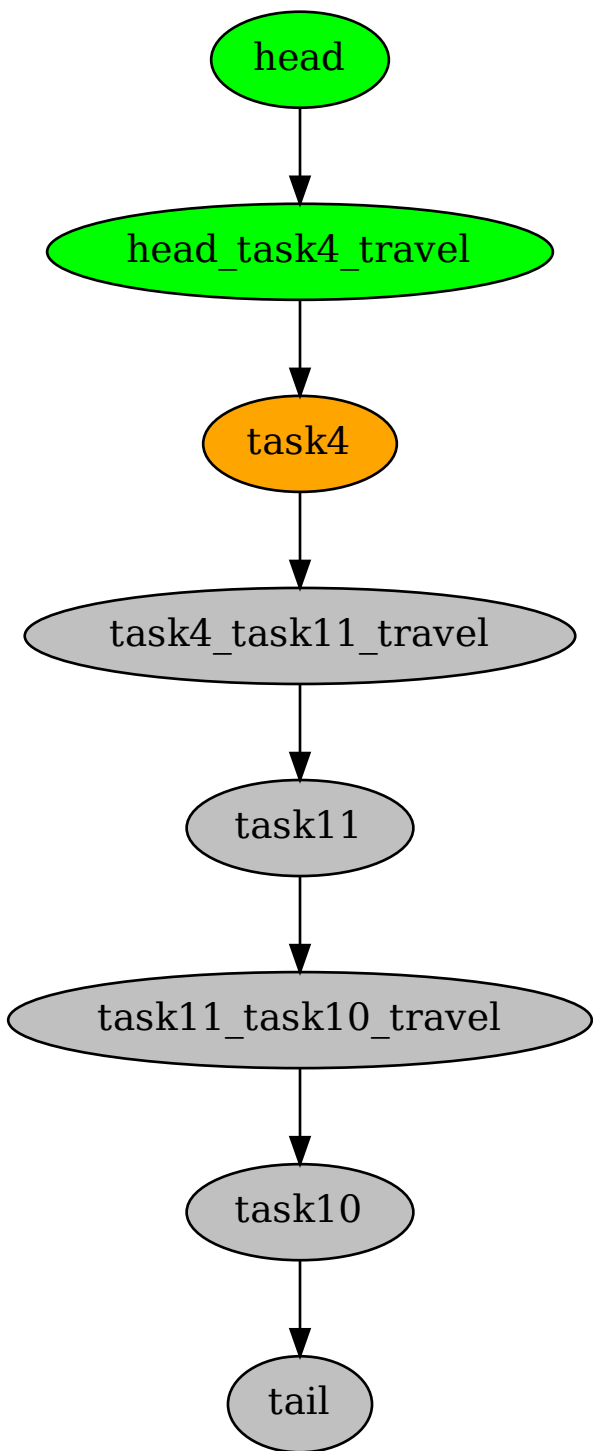 head
head_task4_travel
task4
task4_task11_travel
task11
task11_task10_travel
task10
tail